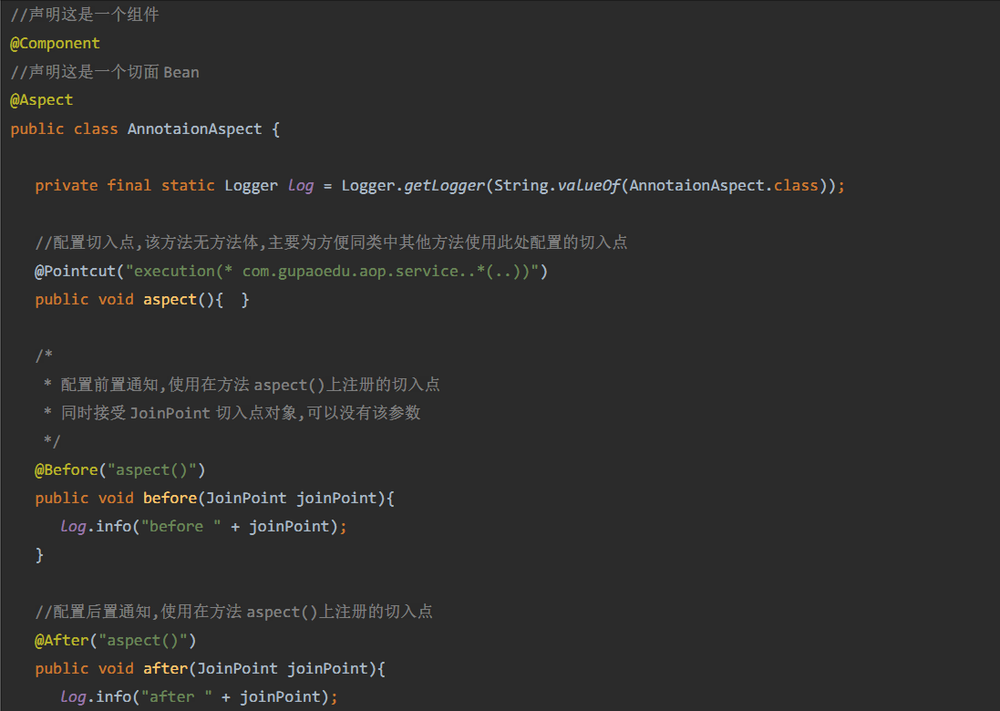 //声明这是一个组件
@Component
//声明这是一个切面 Bean
@Aspect
public class AnnotaionAspect {
private final static Logger log = Logger.getLogger(String.valueOf(AnnotaionAspect.class));
//配置切入点,该方法无方法体,主要为方便同类中其他方法使用此处配置的切入点
@Pointcut("execution(* com.gupaoedu.aop.service..*(..))")
public void aspect(){  }
/*
* 配置前置通知,使用在方法 aspect()上注册的切入点
* 同时接受 JoinPoint 切入点对象,可以没有该参数
*/
@Before("aspect()")
public void before(JoinPoint joinPoint){
log.info("before " + joinPoint);
}
//配置后置通知,使用在方法 aspect()上注册的切入点
@After("aspect()")
public void after(JoinPoint joinPoint){
log.info("after " + joinPoint);